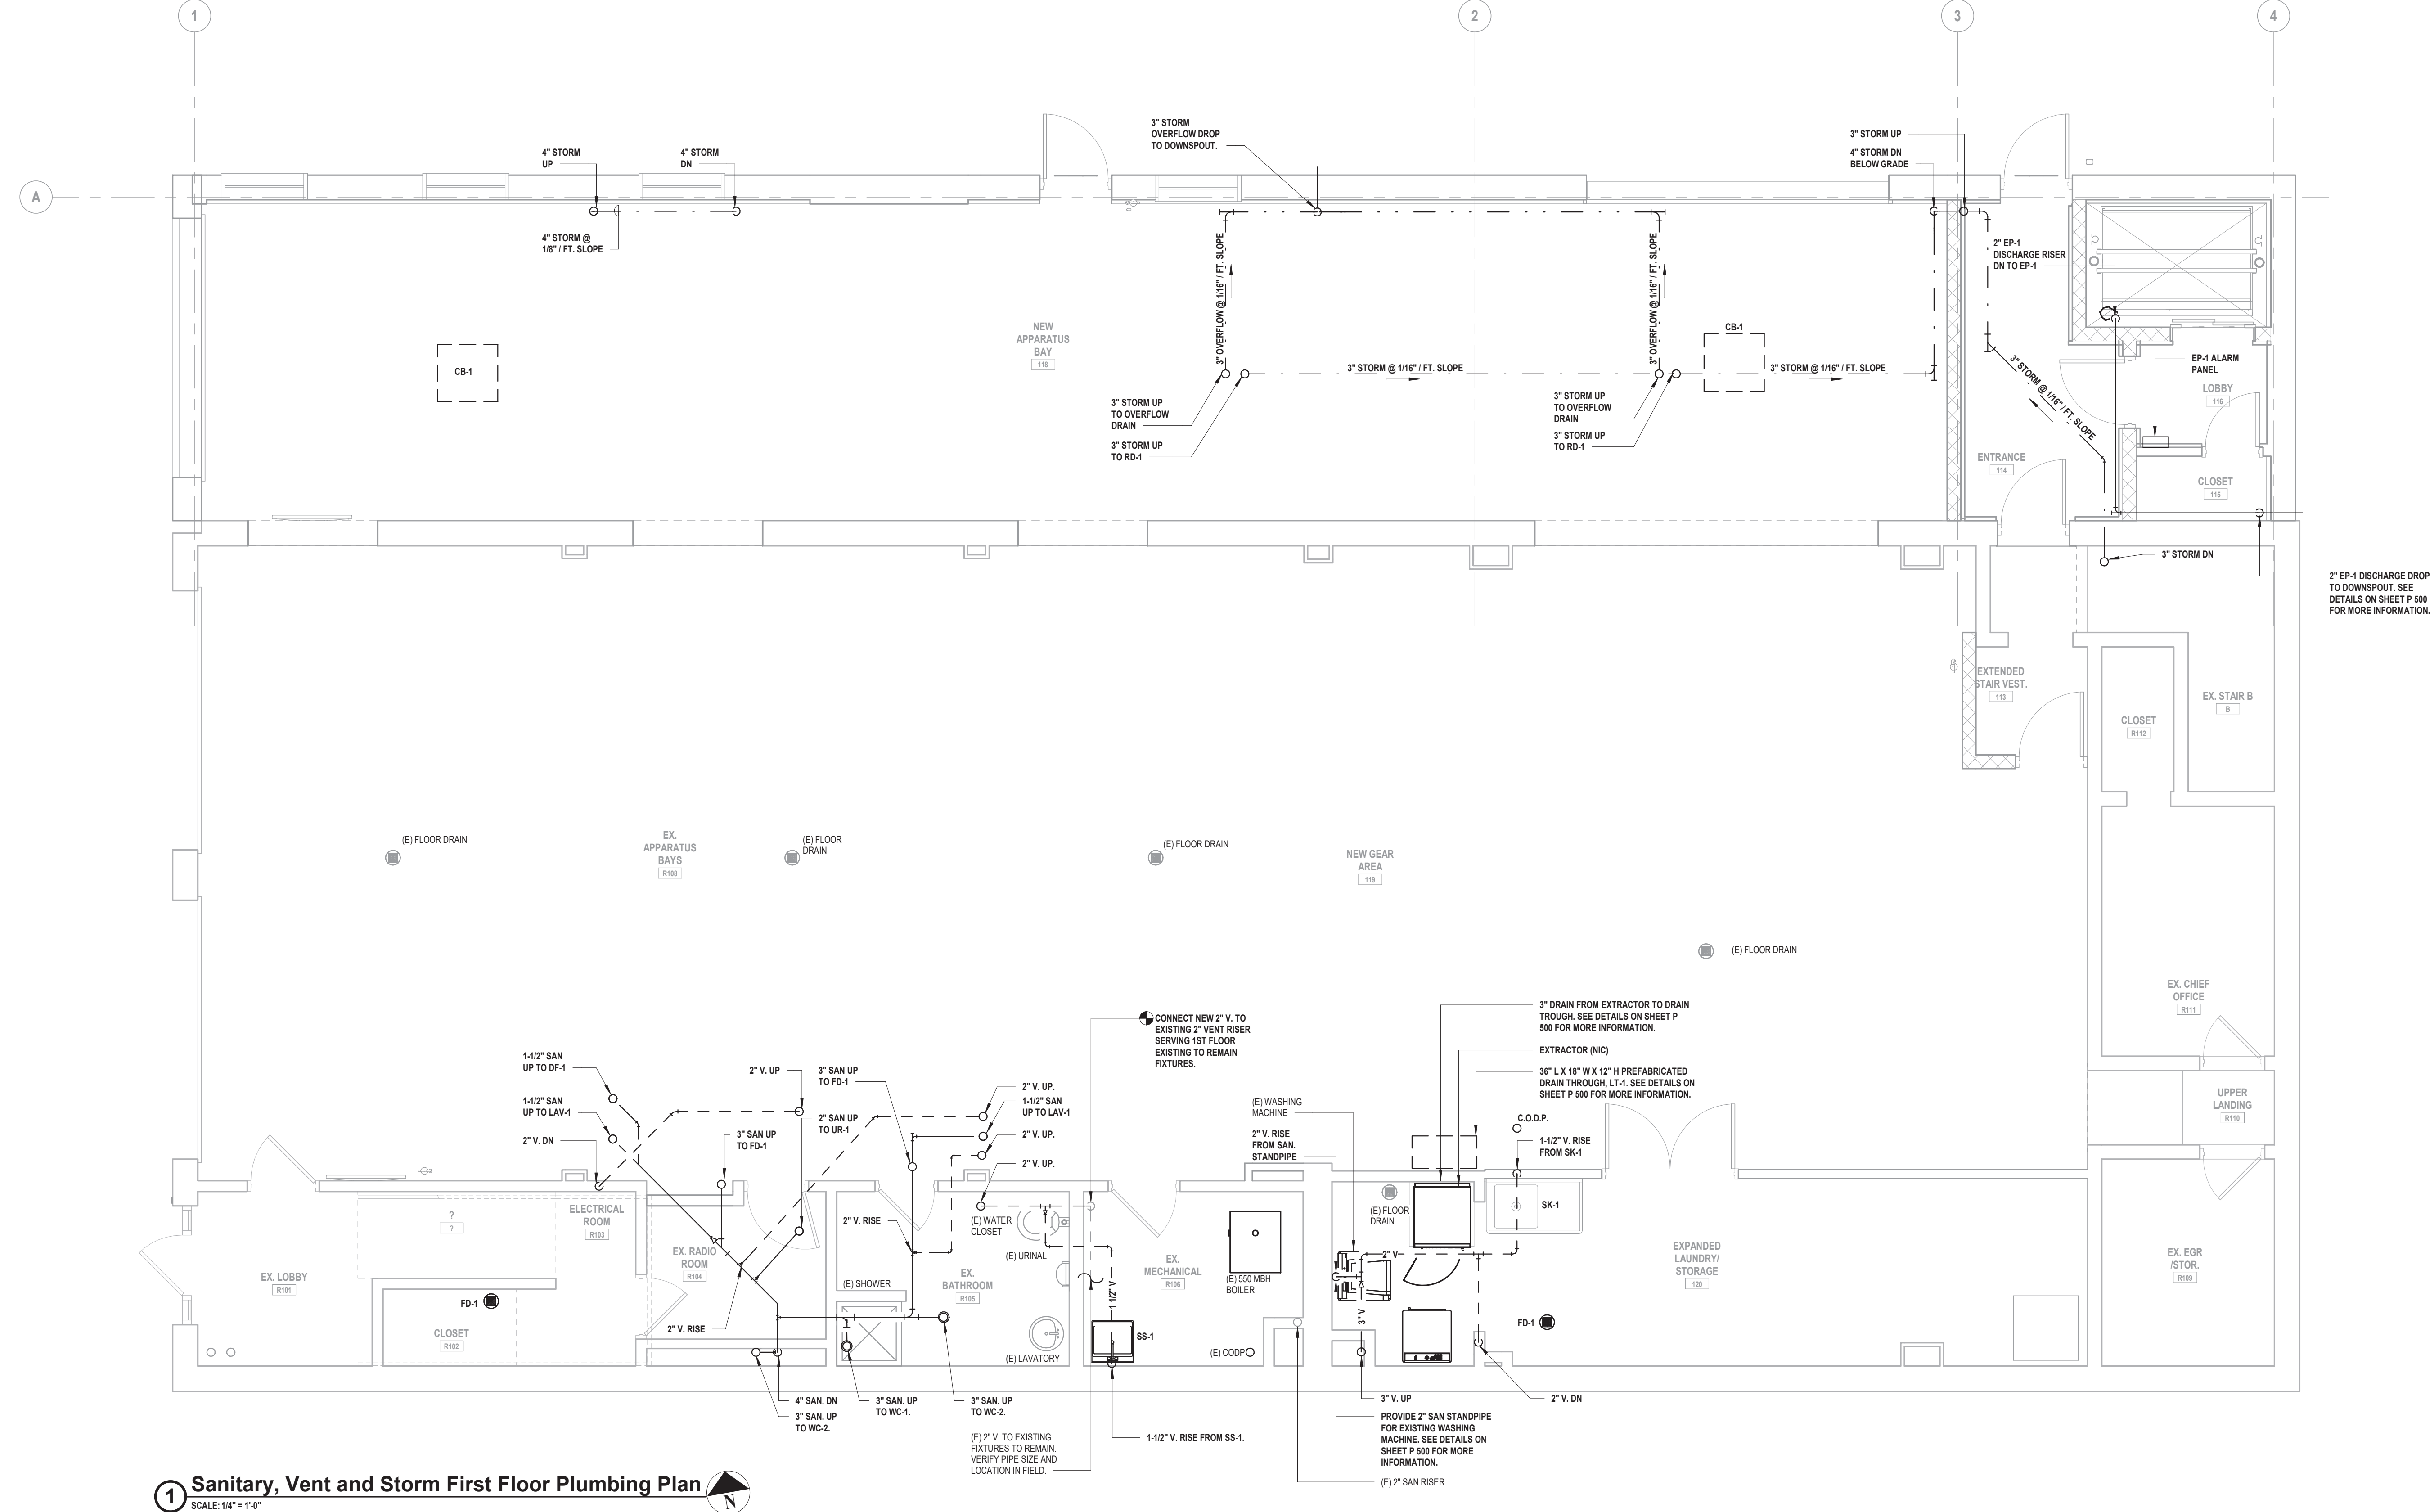 1
2
3
4
A
4" STORM
UP
4" STORM
DN
4" STORM @
1/8" / FT. SLOPE
3" STORM
OVERFLOW DROP
TO DOWNSPOUT.
3" STORM UP
4" STORM DN
BELOW GRADE
2" EP-1
DISCHARGE RISER
DN TO EP-1
3" OVERFLOW @ 1/16" / FT. SLOPE
3" OVERFLOW @ 1/16" / FT. SLOPE
NEW
APPARATUS
BAY
118
CB-1
CB-1
3" STORM @ 1/16" / FT. SLOPE
3" STORM @ 1/16" / FT. SLOPE
3" STORM @ 1/16" / FT. SLOPE
EP-1 ALARM
PANEL
LOBBY
116
3" STORM UP
TO OVERFLOW
DRAIN
3" STORM UP
TO RD-1
3" STORM UP
TO OVERFLOW
DRAIN
3" STORM UP
TO RD-1
ENTRANCE
114
CLOSET
115
3" STORM DN
2" EP-1 DISCHARGE DROP
TO DOWNSPOUT. SEE
DETAILS ON SHEET P 500
FOR MORE INFORMATION.
EXTENDED
STAIR VEST.
113
EX. STAIR B
B
CLOSET
R112
(E) FLOOR DRAIN
EX.
APPARATUS
BAYS
R108
(E) FLOOR
DRAIN
(E) FLOOR DRAIN
NEW GEAR
AREA
119
(E) FLOOR DRAIN
EX. CHIEF
OFFICE
R111
CONNECT NEW 2" V. TO
EXISTING 2" VENT RISER
SERVING 1ST FLOOR
EXISTING TO REMAIN
FIXTURES.
3" DRAIN FROM EXTRACTOR TO DRAIN
TROUGH. SEE DETAILS ON SHEET P
500 FOR MORE INFORMATION.
EXTRACTOR (NIC)
36" L X 18" W X 12" H PREFABRICATED
DRAIN THROUGH, LT-1. SEE DETAILS ON
SHEET P 500 FOR MORE INFORMATION.
1-1/2" SAN
UP TO DF-1
1-1/2" SAN
UP TO LAV-1
2" V. DN
2" V. UP
3" SAN UP
TO FD-1
2" SAN UP
TO UR-1
3" SAN UP
TO FD-1
2" V. UP.
1-1/2" SAN
UP TO LAV-1
2" V. UP.
2" V. UP.
(E) WASHING
MACHINE
2" V. RISE
FROM SAN.
STANDPIPE
C.O.D.P.
1-1/2" V. RISE
FROM SK-1
UPPER
LANDING
R110
?
?
ELECTRICAL
ROOM
R103
EX. RADIO
ROOM
R104
2" V. RISE
(E) WATER
CLOSET
(E) URINAL
(E) SHOWER
EX.
BATHROOM
R105
(E) LAVATORY
EX.
MECHANICAL
R106
(E) 550 MBH
BOILER
(E) FLOOR
DRAIN
SK-1
2" V
3" V
1 1/2" V
EXPANDED
LAUNDRY/
STORAGE
120
EX. EGR
/STOR.
R109
EX. LOBBY
R101
FD-1
CLOSET
R102
2" V. RISE
SS-1
(E) CODP
FD-1
4" SAN. DN
3" SAN. UP
TO WC-2.
3" SAN. UP
TO WC-1.
3" SAN. UP
TO WC-2.
(E) 2" V. TO EXISTING
FIXTURES TO REMAIN.
VERIFY PIPE SIZE AND
LOCATION IN FIELD.
1-1/2" V. RISE FROM SS-1.
3" V. UP
PROVIDE 2" SAN STANDPIPE
FOR EXISTING WASHING
MACHINE. SEE DETAILS ON
SHEET P 500 FOR MORE
INFORMATION.
(E) 2" SAN RISER
2" V. DN
1
Sanitary, Vent and Storm First Floor Plumbing Plan
SCALE: 1/4" = 1'-0"
N